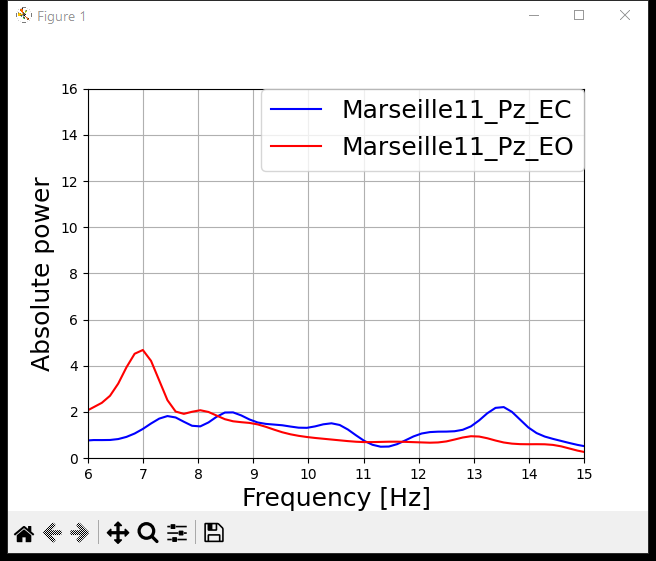 Figure 1
Marseille11_Pz_EC
Marseille11_Pz_EO
Absolute power
16
14
12
10
8
6
4
2
0
6 7 8 9 10 11 12 13 14 15
Frequency [Hz]